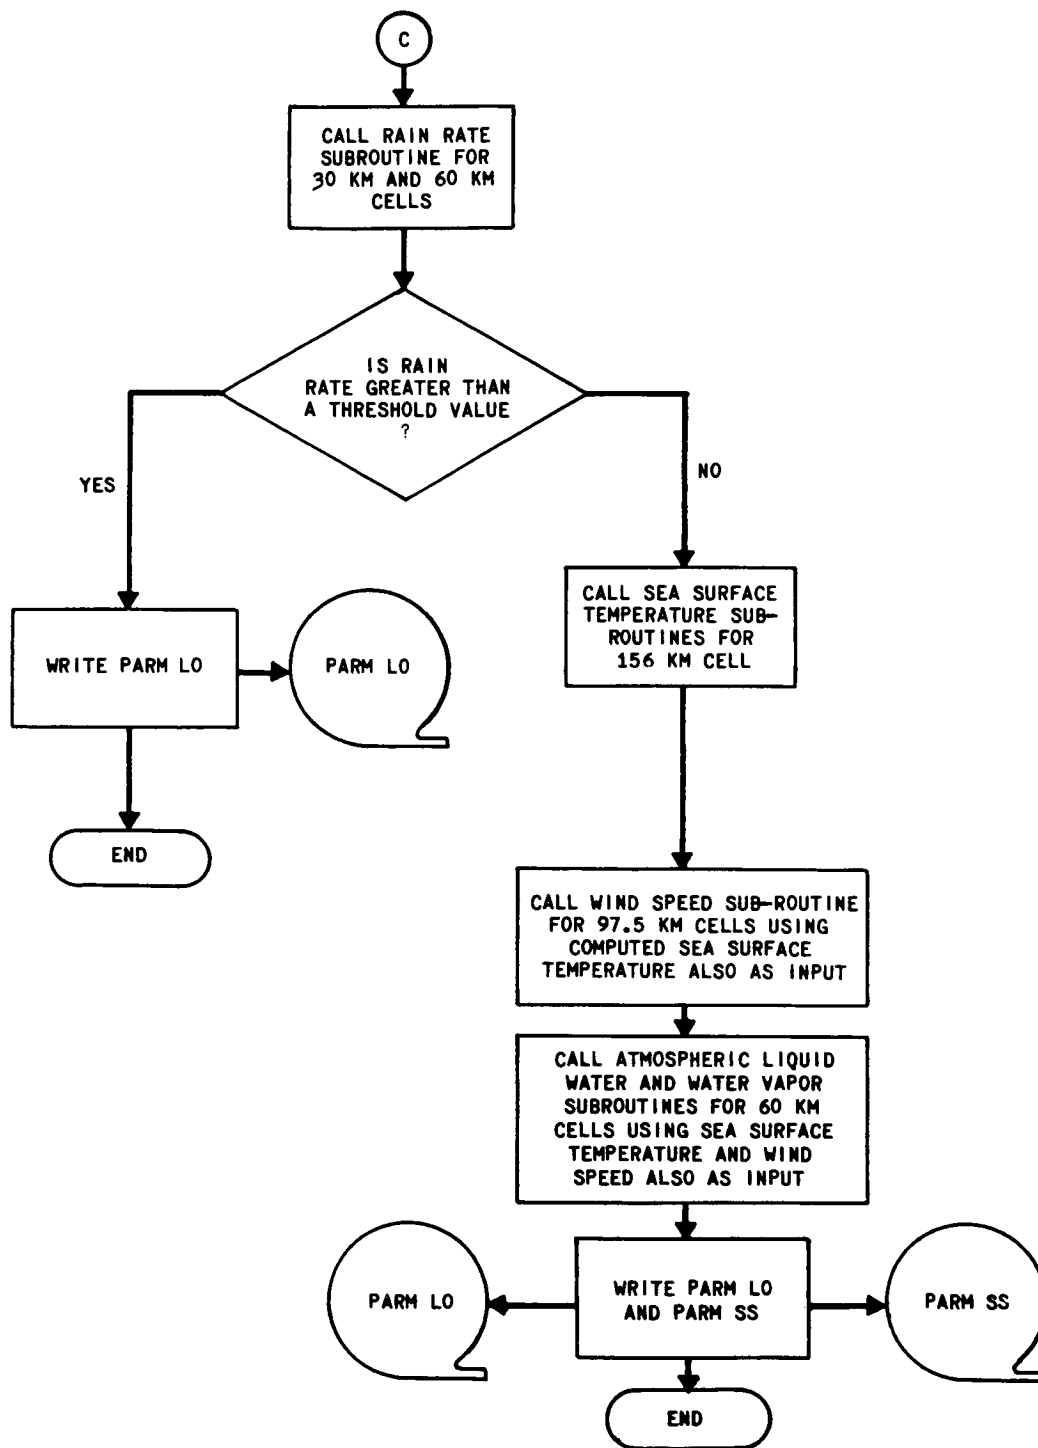 C
CALL RAIN RATE
SUBROUTINE FOR
30 KM AND 60 KM
CELLS
IS RAIN
RATE GREATER THAN
A THRESHOLD VALUE
?
YES
NO
CALL SEA SURFACE
TEMPERATURE SUB-
ROUTINES FOR
156 KM CELL
WRITE PARM LO
PARM LO
END
CALL WIND SPEED SUB-ROUTINE
FOR 97.5 KM CELLS USING
COMPUTED SEA SURFACE
TEMPERATURE ALSO AS INPUT
CALL ATMOSPHERIC LIQUID
WATER AND WATER VAPOR
SUBROUTINES FOR 60 KM
CELLS USING SEA SURFACE
TEMPERATURE AND WIND
SPEED ALSO AS INPUT
PARM LO
WRITE PARM LO
AND PARM SS
PARM SS
END